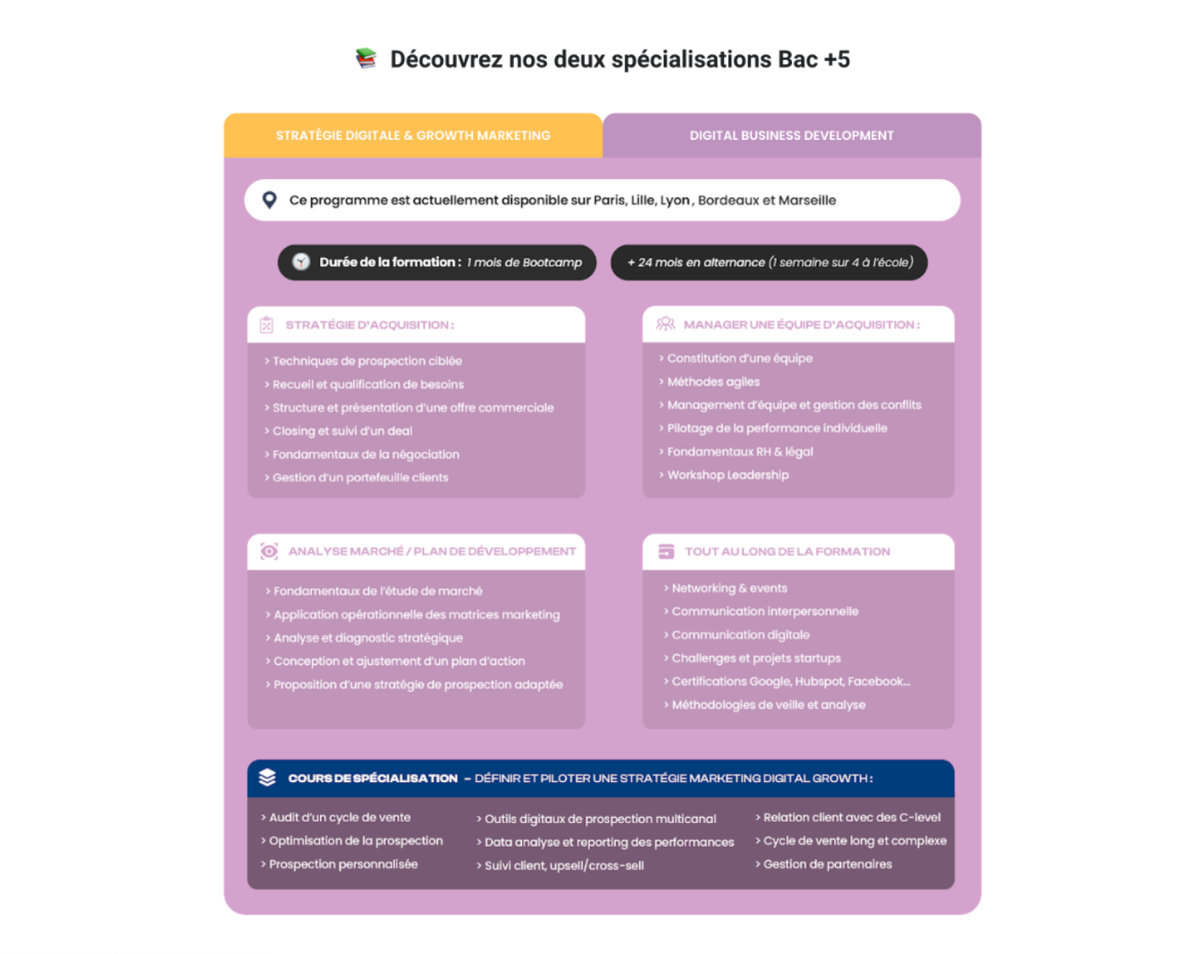 Découvrez nos deux spécialisations Bac +5
STRATÉGIE DIGITALE & GROWTH MARKETING
DIGITAL BUSINESS DEVELOPMENT
Ce programme est actuellement disponible sur Paris, Lille, Lyon, Bordeaux et Marseille
Durée de la formation : 1 mois de Bootcamp
+ 24 mois en alternance (1 semaine sur 4 à l'école)
STRATÉGIE D'ACQUISITION :
> Techniques de prospection ciblée
> Recueil et qualification de besoins
> Structure et présentation d'une offre commerciale
> Closing et suivi d'un deal
> Fondamentaux de la négociation
> Gestion d'un portefeuille clients
MANAGER UNE ÉQUIPE D'ACQUISITION :
> Constitution d'une équipe
> Méthodes agiles
> Management d'équipe et gestion des conflits
> Pilotage de la performance individuelle
> Fondamentaux RH & légal
> Workshop Leadership
ANALYSE MARCHÉ / PLAN DE DÉVELOPPEMENT
> Fondamentaux de l'étude de marché
> Application opérationnelle des matrices marketing
> Analyse et diagnostic stratégique
> Conception et ajustement d'un plan d'action
> Proposition d'une stratégie de prospection adaptée
TOUT AU LONG DE LA FORMATION
> Networking & events
> Communication interpersonnelle
> Communication digitale
> Challenges et projets startups
> Certifications Google, Hubspot, Facebook...
> Méthodologies de veille et analyse
COURS DE SPÉCIALISATION – DÉFINIR ET PILOTER UNE STRATÉGIE MARKETING DIGITAL GROWTH :
> Audit d'un cycle de vente
> Optimisation de la prospection
> Prospection personnalisée
> Outils digitaux de prospection multicanal
> Data analyse et reporting des performances
> Suivi client, upsell/cross-sell
> Relation client avec des C-level
> Cycle de vente long et complexe
> Gestion de partenaires